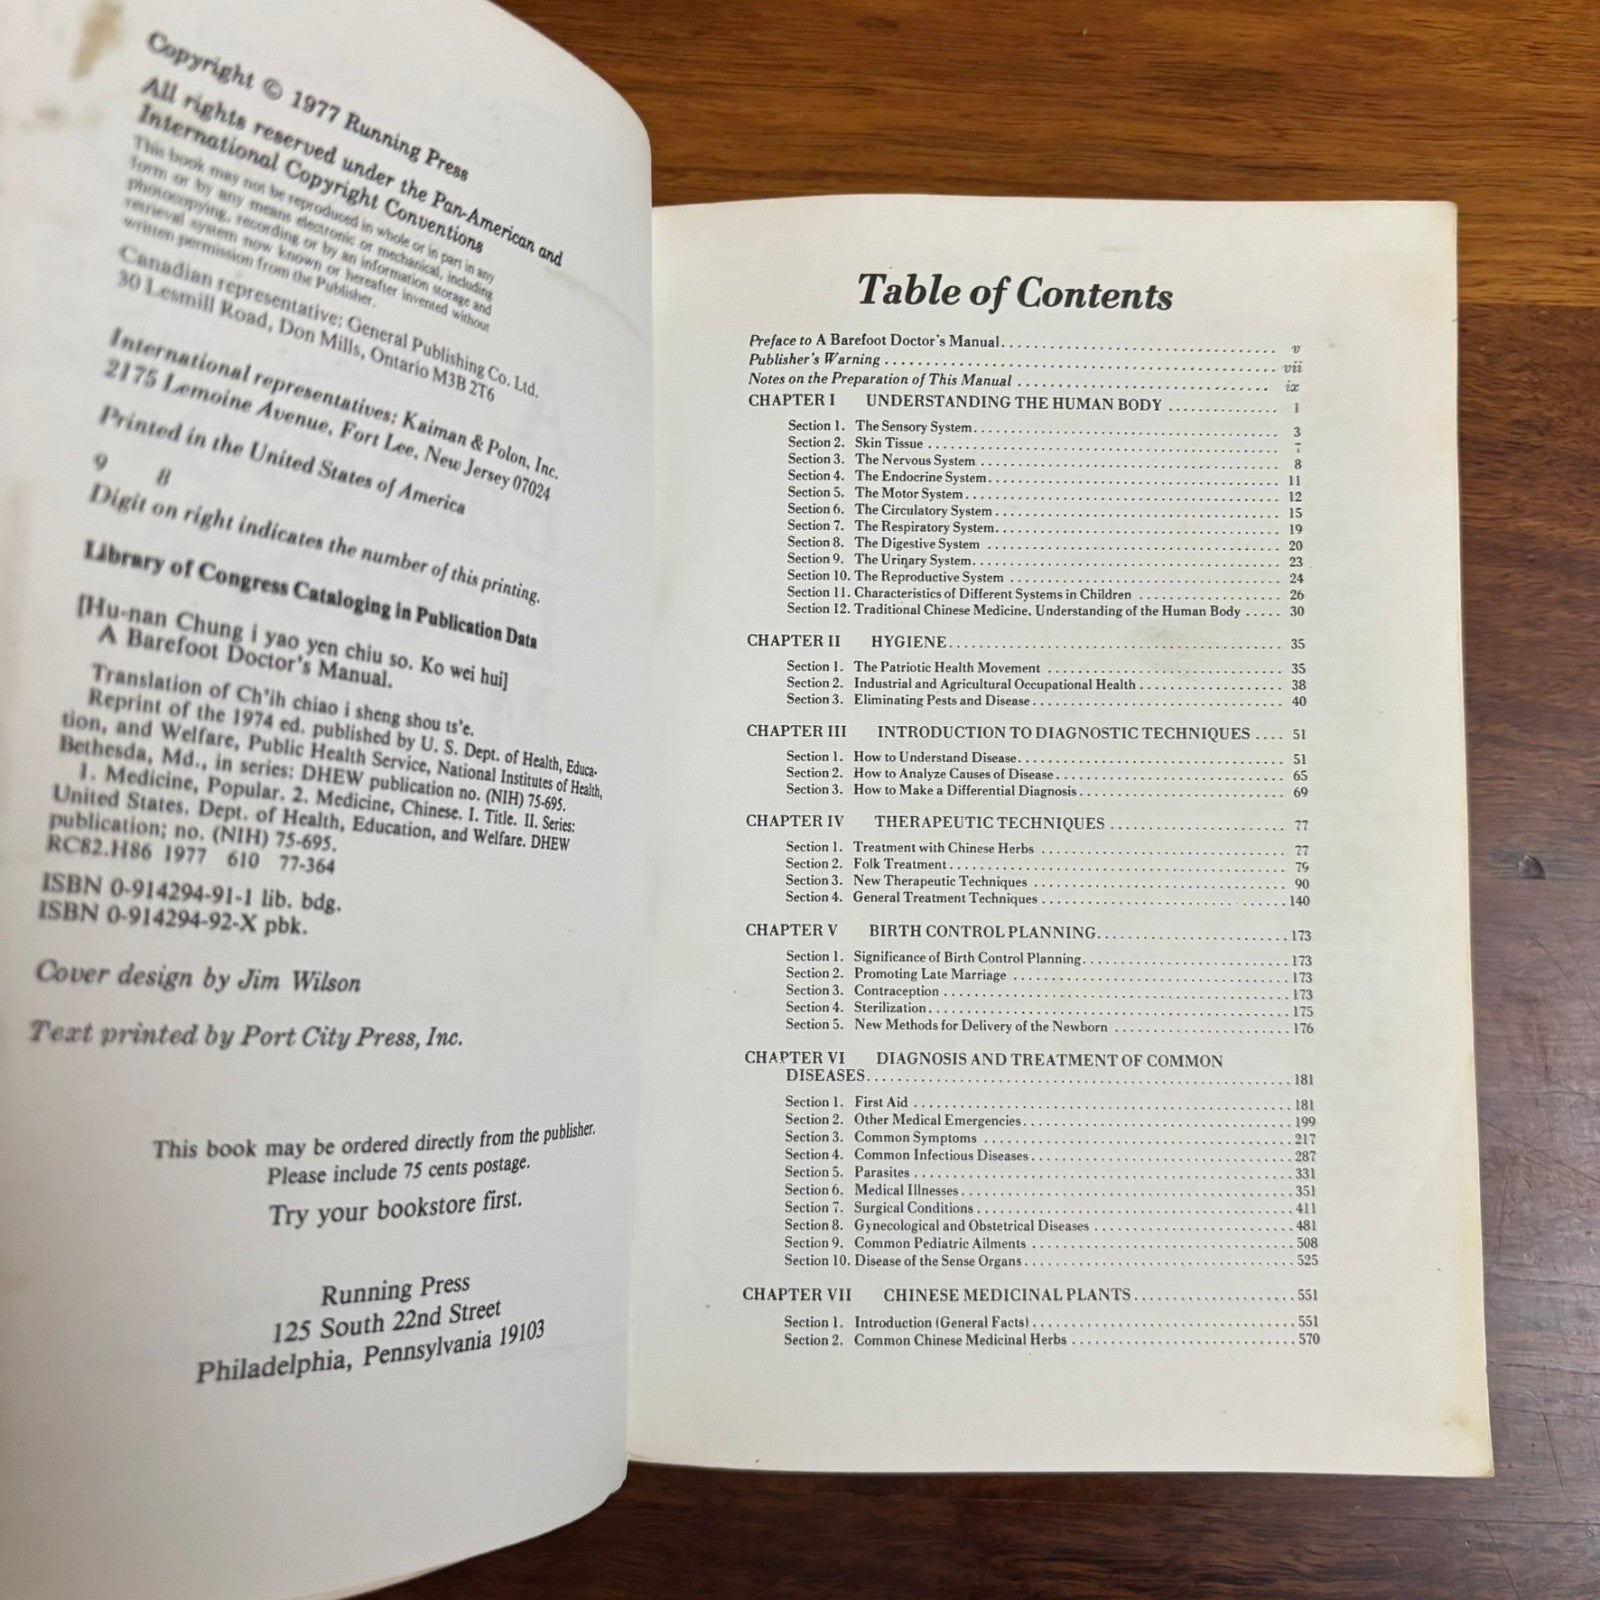 Copyright © 1977 Running Press
All rights reserved under the Pan-American and
International Copyright Conventions
This book may not be reproduced in whole or in part in any
form or by any means electronic or mechanical, including
photocopying, recording or by an information storage and
retrieval system now known or hereafter invented without
written permission from the Publisher.
Canadian representative: General Publishing Co. Ltd.
30 Lesmill Road, Don Mills, Ontario M3B 2T6
International representatives: Kaiman & Polon, Inc.
2175 Lemoine Avenue, Fort Lee, New Jersey 07024
Printed in the United States of America
9 8
Digit on right indicates the number of this printing.
Library of Congress Cataloging in Publication Data
[Hu-nan Chung i yao yen chiu so. Ko wei hui]
A Barefoot Doctor's Manual.
Translation of Ch'ih chiao i sheng shou ts'e.
Reprint of the 1974 ed. published by U. S. Dept. of Health, Educa-
tion, and Welfare, Public Health Service, National Institutes of Health,
Bethesda, Md., in series: DHEW publication no. (NIH) 75-695.
1. Medicine, Popular. 2. Medicine, Chinese. I. Title. II. Series:
United States. Dept. of Health, Education, and Welfare. DHEW
publication; no. (NIH) 75-695.
RC82.H86 1977 610 77-364
ISBN 0-914294-91-1 lib. bdg.
ISBN 0-914294-92-X pbk.
Cover design by Jim Wilson
Text printed by Port City Press, Inc.
This book may be ordered directly from the publisher.
Please include 75 cents postage.
Try your bookstore first.
Running Press
125 South 22nd Street
Philadelphia, Pennsylvania 19103
Table of Contents
Preface to A Barefoot Doctor's Manual. v
Publisher's Warning vii
Notes on the Preparation of This Manual ix
CHAPTER I UNDERSTANDING THE HUMAN BODY 1
Section 1. The Sensory System 3
Section 2. Skin Tissue
Section 3. The Nervous System 8
Section 4. The Endocrine System 11
Section 5. The Motor System 12
Section 6. The Circulatory System 15
Section 7. The Respiratory System 19
Section 8. The Digestive System 20
Section 9. The Urinary System 23
Section 10. The Reproductive System 24
Section 11. Characteristics of Different Systems in Children 26
Section 12. Traditional Chinese Medicine, Understanding of the Human Body 30
CHAPTER II HYGIENE 35
Section 1. The Patriotic Health Movement 35
Section 2. Industrial and Agricultural Occupational Health 38
Section 3. Eliminating Pests and Disease 40
CHAPTER III INTRODUCTION TO DIAGNOSTIC TECHNIQUES 51
Section 1. How to Understand Disease 51
Section 2. How to Analyze Causes of Disease 65
Section 3. How to Make a Differential Diagnosis 69
CHAPTER IV THERAPEUTIC TECHNIQUES 77
Section 1. Treatment with Chinese Herbs 77
Section 2. Folk Treatment 79
Section 3. New Therapeutic Techniques 90
Section 4. General Treatment Techniques 140
CHAPTER V BIRTH CONTROL PLANNING 173
Section 1. Significance of Birth Control Planning 173
Section 2. Promoting Late Marriage 173
Section 3. Contraception 173
Section 4. Sterilization 175
Section 5. New Methods for Delivery of the Newborn 176
CHAPTER VI DIAGNOSIS AND TREATMENT OF COMMON
DISEASES 181
Section 1. First Aid 181
Section 2. Other Medical Emergencies 199
Section 3. Common Symptoms 217
Section 4. Common Infectious Diseases 287
Section 5. Parasites 331
Section 6. Medical Illnesses 351
Section 7. Surgical Conditions 411
Section 8. Gynecological and Obstetrical Diseases 481
Section 9. Common Pediatric Ailments 508
Section 10. Disease of the Sense Organs 525
CHAPTER VII CHINESE MEDICINAL PLANTS 551
Section 1. Introduction (General Facts) 551
Section 2. Common Chinese Medicinal Herbs 570